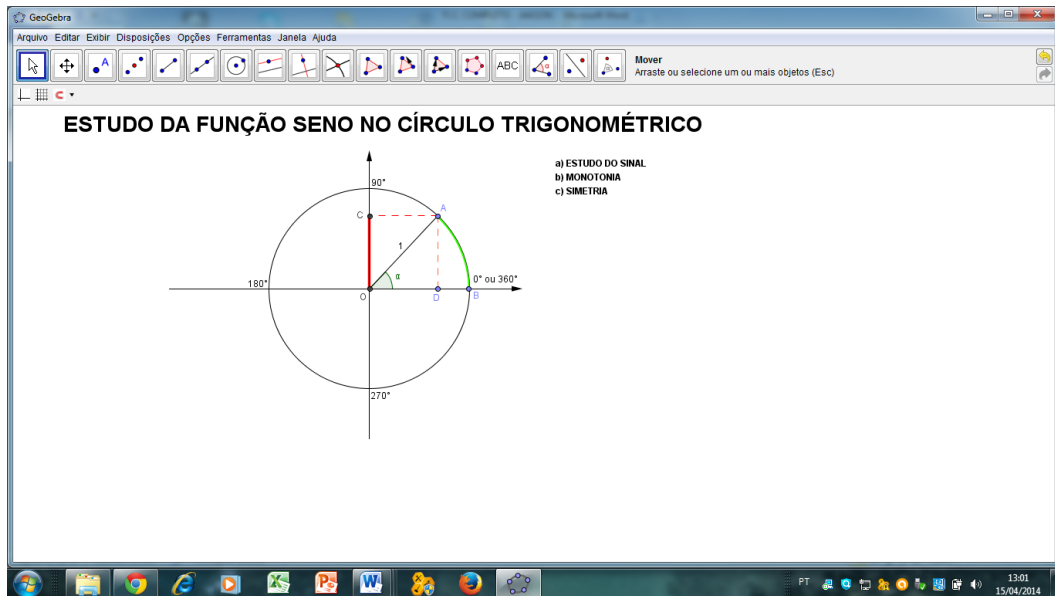 GeoGebra
Arquivo Editar Exibir Disposições Opções Ferramentas Janela Ajuda
A
ABC
Mover
Arraste ou selecione um ou mais objetos (Esc)
ESTUDO DA FUNÇÃO SENO NO CÍRCULO TRIGONOMÉTRICO
a) ESTUDO DO SINAL
b) MONOTONIA
c) SIMETRIA
90°
C
A
1
α
180°
0° ou 360°
O
D
B
270°
PT
13:01
15/04/2014